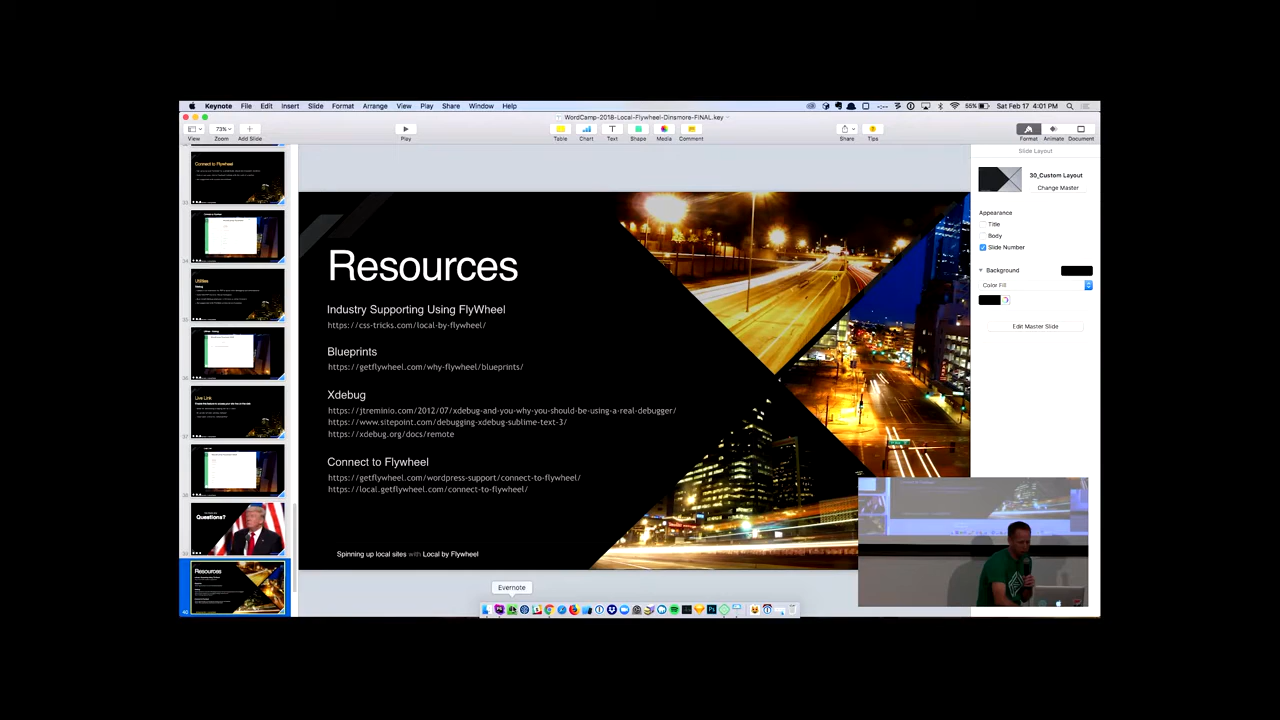 Keynote File Edit Insert Slide Format Arrange View Play Share Window Help
55% Sat Feb 17 4:01 PM
WordCamp-2018-Local-Flywheel-Dinsmore-FINAL.key
73%
View Zoom Add Slide Play Table Chart Text Shape Media Comment Share Tips Format Animate Document
Slide Layout
30_Custom Layout
Change Master
Appearance
Title
Body
Slide Number
Background
Color Fill
Edit Master Slide
Connect to Flywheel
Utilities
Live Link
Questions?
Resources
40
Resources
Industry Supporting Using FlyWheel
https://css-tricks.com/local-by-flywheel/
Blueprints
https://getflywheel.com/why-flywheel/blueprints/
Xdebug
https://jtreminio.com/2012/07/xdebug-and-you-why-you-should-be-using-a-real-debugger/
https://www.sitepoint.com/debugging-xdebug-sublime-text-3/
https://xdebug.org/docs/remote
Connect to Flywheel
https://getflywheel.com/wordpress-support/connect-to-flywheel/
https://local.getflywheel.com/connect-to-flywheel/
Spinning up local sites with Local by Flywheel
Evernote